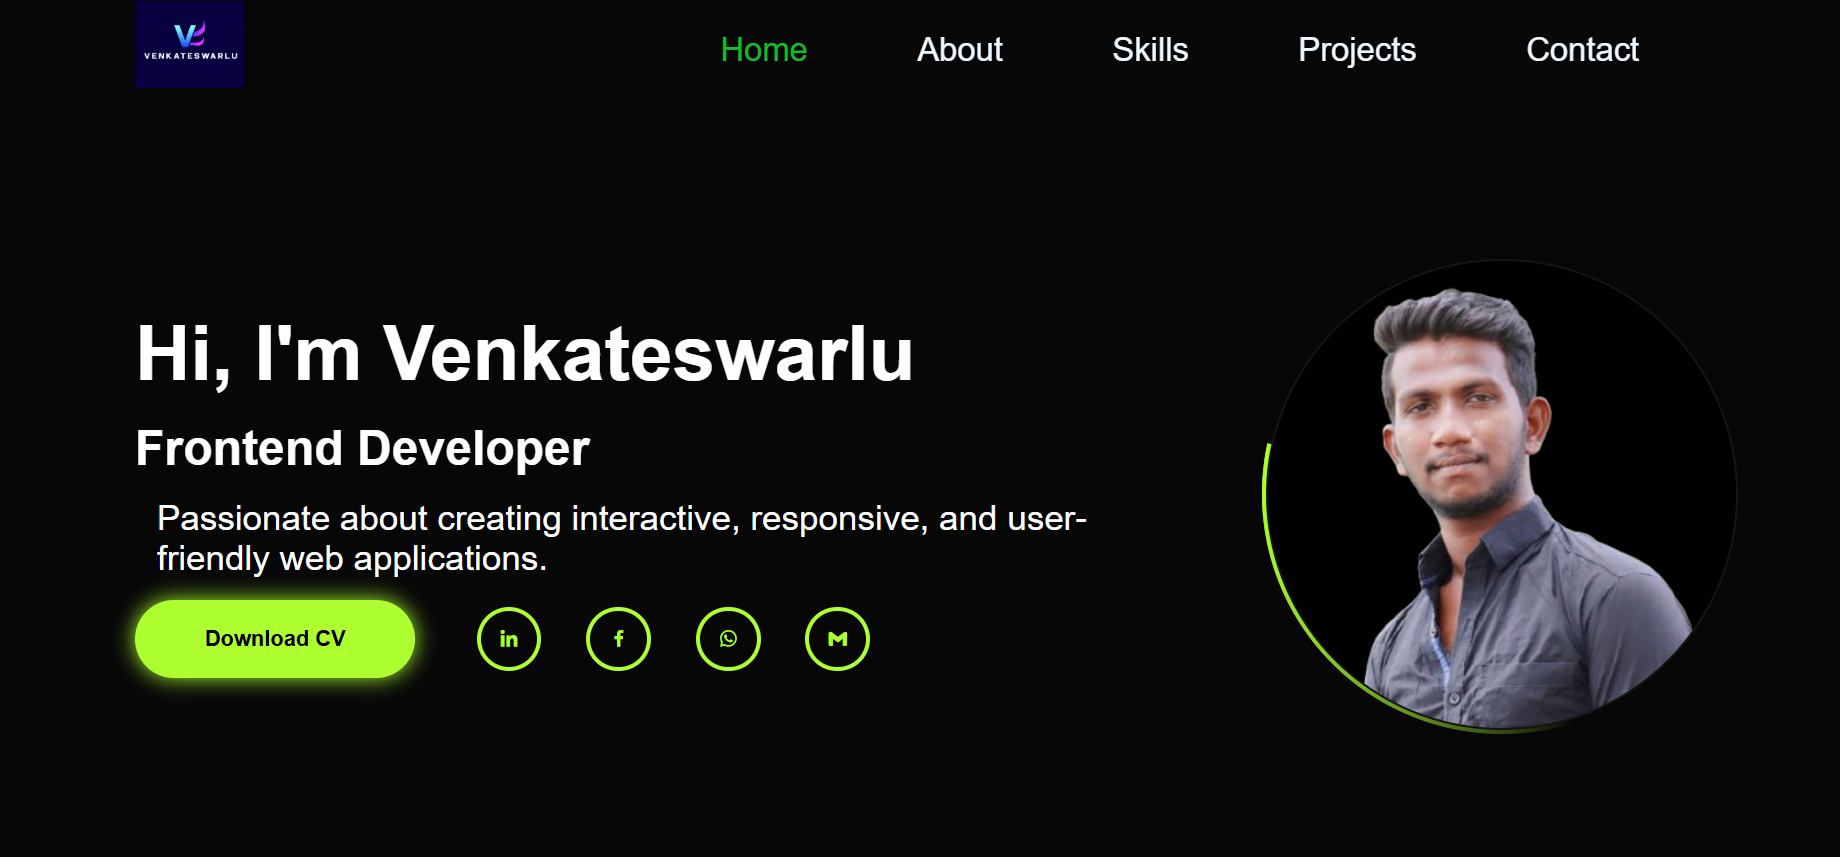 VENKATESWARLU
Home About Skills Projects Contact
Hi, I'm Venkateswarlu
Frontend Developer
Passionate about creating interactive, responsive, and user-
friendly web applications.
Download CV